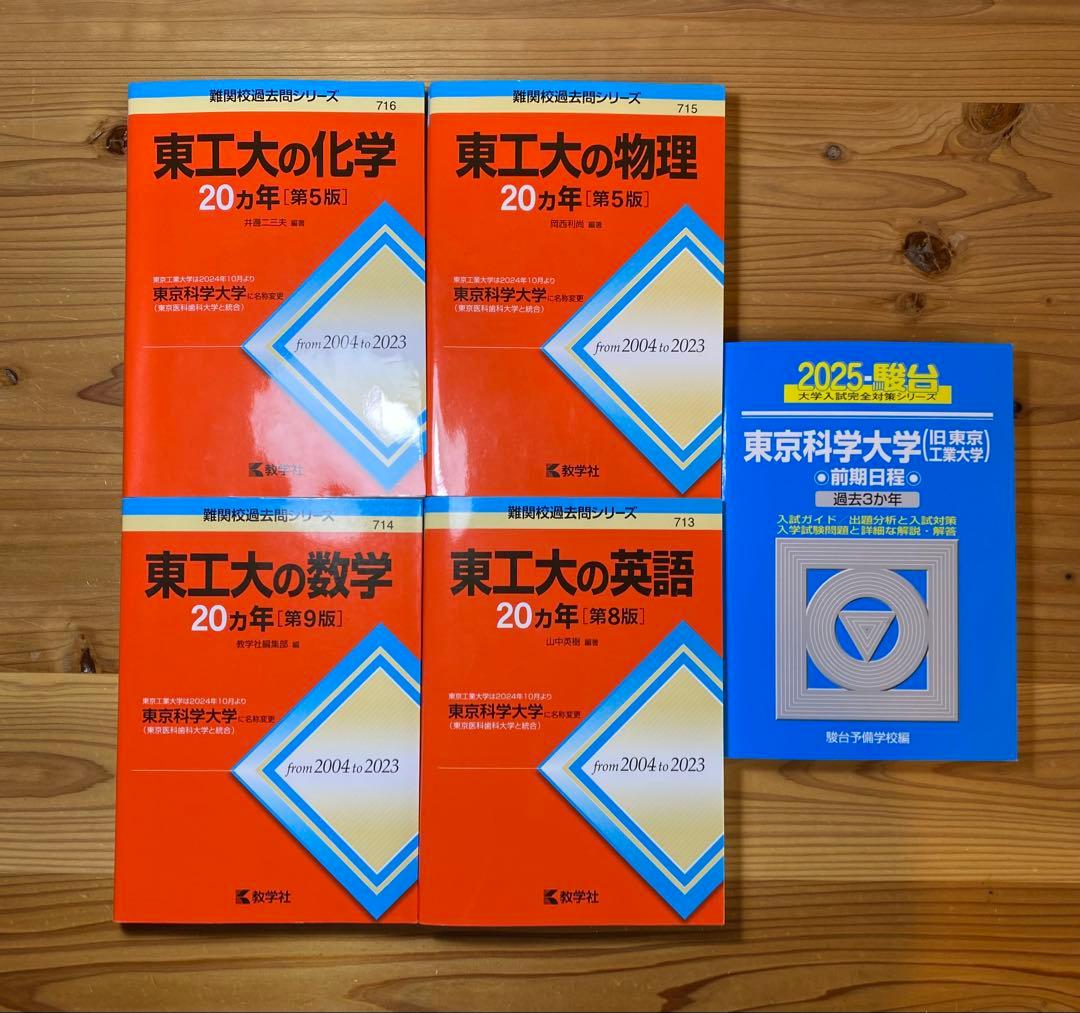 難関校過去問シリーズ
716
東工大の化学
20カ年[第5版]
井邊二三夫 編著
東京工業大学は2024年10月より
東京科学大学に名称変更
(東京医科歯科大学と統合)
from 2004 to 2023
教学社
難関校過去問シリーズ
715
東工大の物理
20カ年[第5版]
岡西利尚 編著
東京工業大学は2024年10月より
東京科学大学に名称変更
(東京医科歯科大学と統合)
from 2004 to 2023
教学社
難関校過去問シリーズ
714
東工大の数学
20カ年[第9版]
教学社編集部 編
東京工業大学は2024年10月より
東京科学大学に名称変更
(東京医科歯科大学と統合)
from 2004 to 2023
教学社
難関校過去問シリーズ
713
東工大の英語
20カ年[第8版]
山中英樹 編著
東京工業大学は2024年10月より
東京科学大学に名称変更
(東京医科歯科大学と統合)
from 2004 to 2023
教学社
2025-駿台
大学入試完全対策シリーズ
東京科学大学(旧東京工業大学)
前期日程
過去3か年
入試ガイド/出題分析と入試対策
入学試験問題と詳細な解説・解答
駿台予備学校編